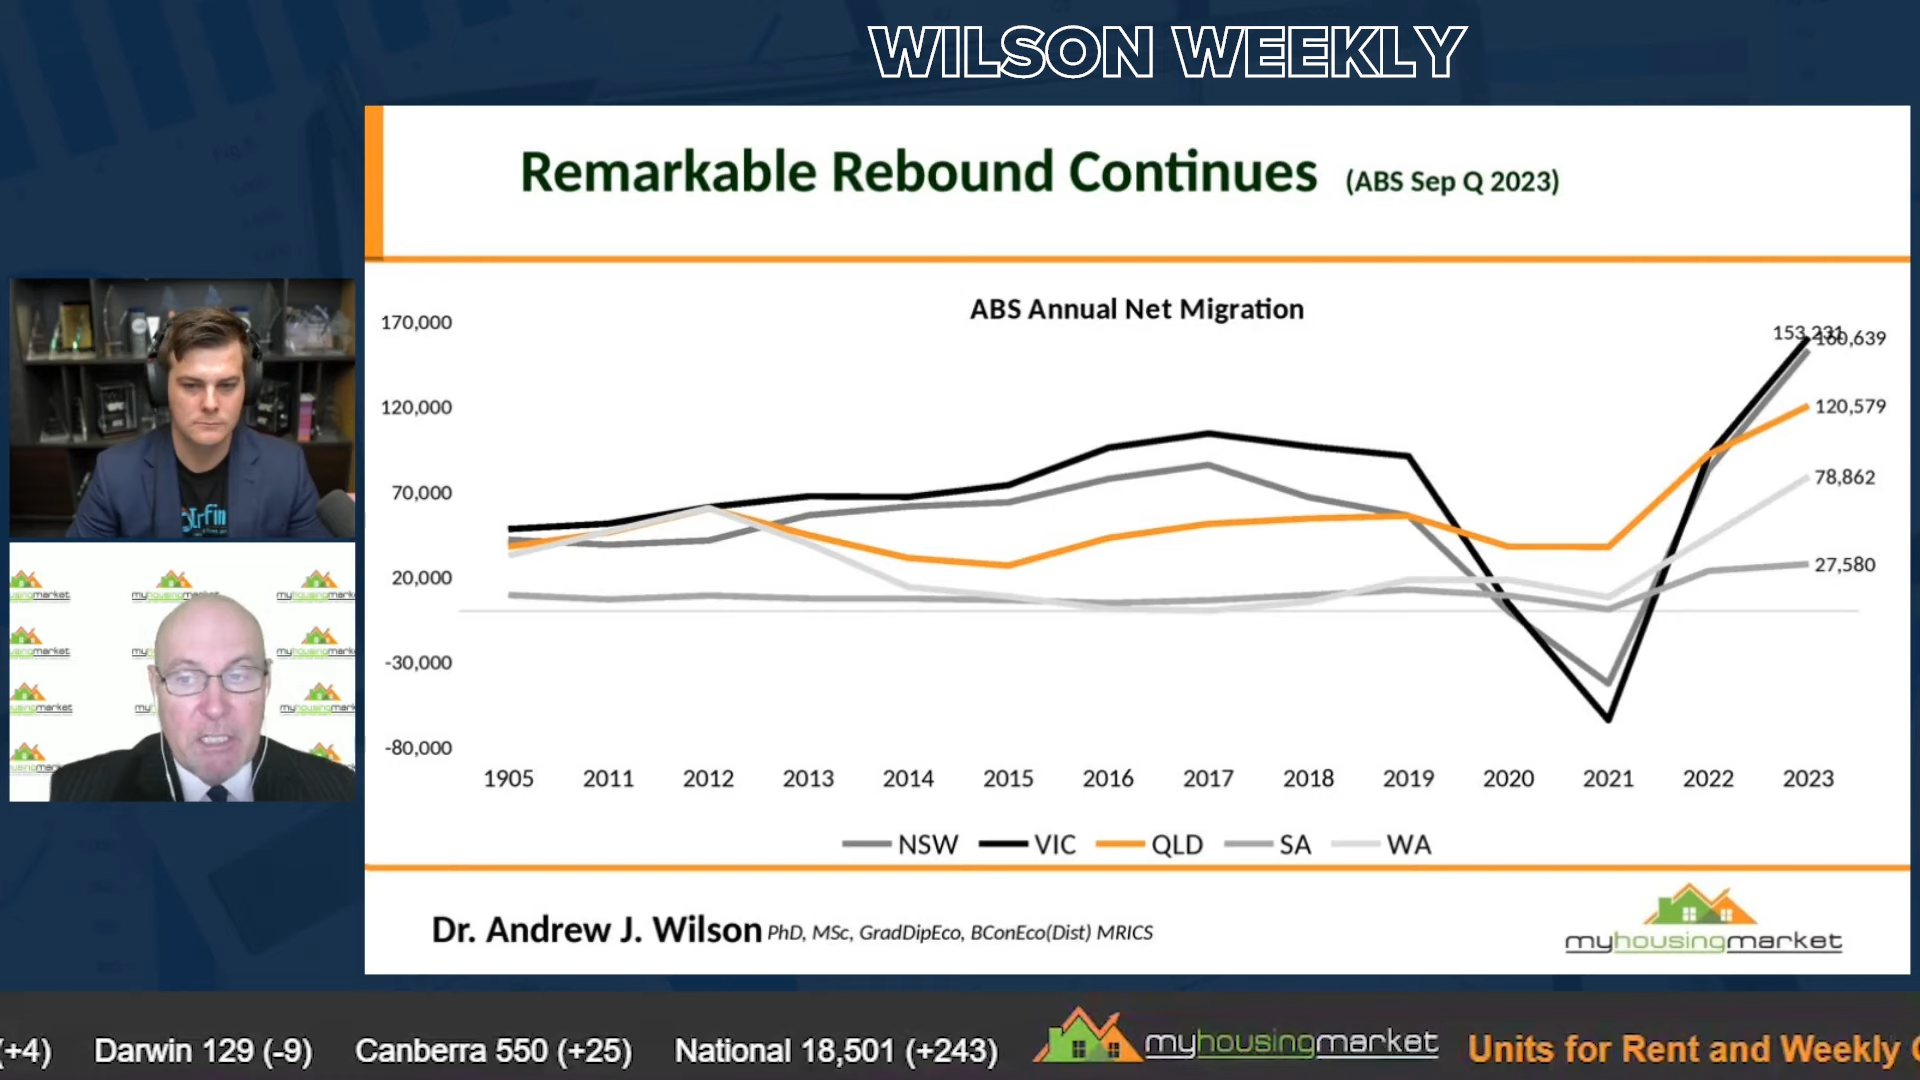 WILSON WEEKLY
Remarkable Rebound Continues (ABS Sep Q 2023)
ABS Annual Net Migration
170,000
120,000
70,000
20,000
-30,000
-80,000
153,231
160,639
120,579
78,862
27,580
1905 2011 2012 2013 2014 2015 2016 2017 2018 2019 2020 2021 2022 2023
NSW VIC QLD SA WA
Dr. Andrew J. Wilson PhD, MSc, GradDipEco, BConEco(Dist) MRICS
myhousingmarket
(+4) Darwin 129 (-9) Canberra 550 (+25) National 18,501 (+243) myhousingmarket Units for Rent and Weekly